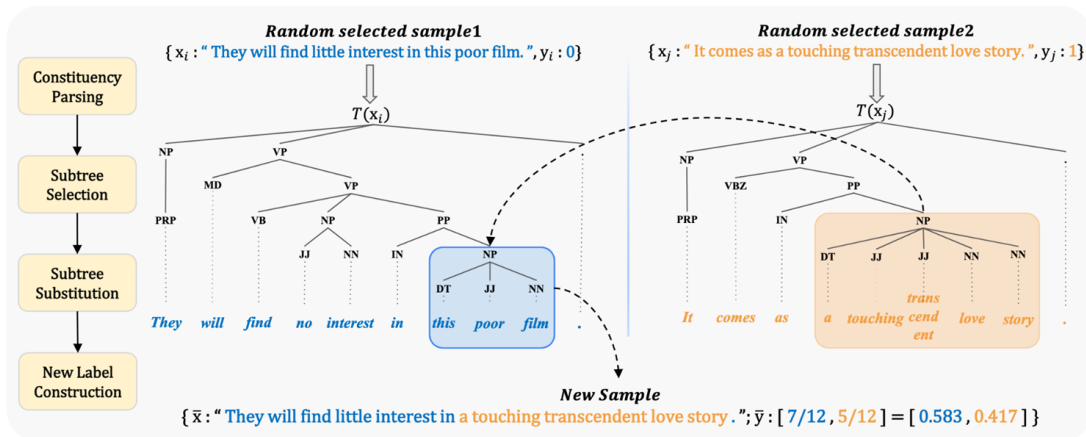 Random selected sample1
{ xᵢ : “ They will find little interest in this poor film. ”, yᵢ : 0}
Random selected sample2
{ xⱼ : “ It comes as a touching transcendent love story. ”, yⱼ : 1}
Constituency Parsing
Subtree Selection
Subtree Substitution
New Label Construction
T(xᵢ)
NP VP .
MD VP
PRP VB NP PP
JJ NN IN NP
DT JJ NN
They will find no interest in this poor film .
T(xⱼ)
NP VP .
VBZ PP
PRP IN NP
DT JJ JJ NN NN
It comes as a touching trans cend ent love story .
New Sample
{ x̄ : “ They will find little interest in a touching transcendent love story . ”; ȳ : [ 7/12 , 5/12 ] = [ 0.583 , 0.417 ] }